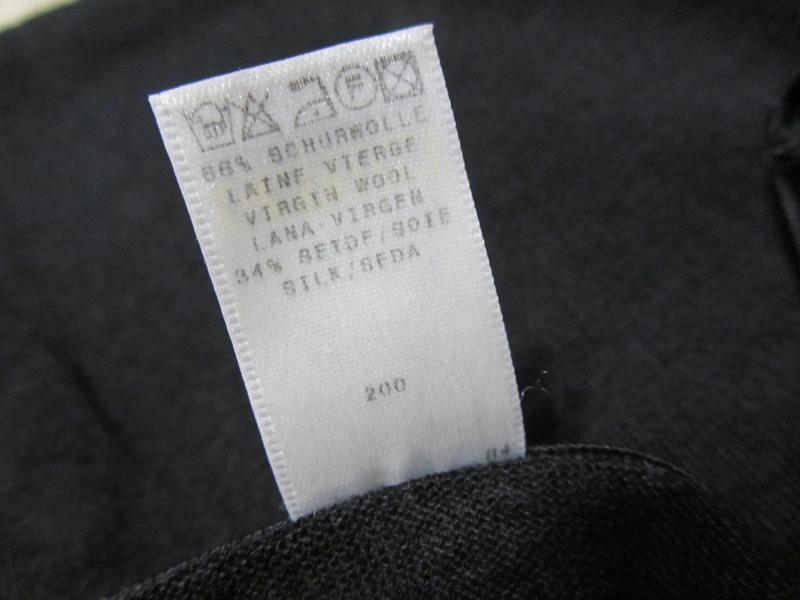 F
66% SCHURWOLLE
LAINE VIERGE
VIRGIN WOOL
LANA VIRGEN
34% SEIDE/SOIE
SILK/SEDA
200